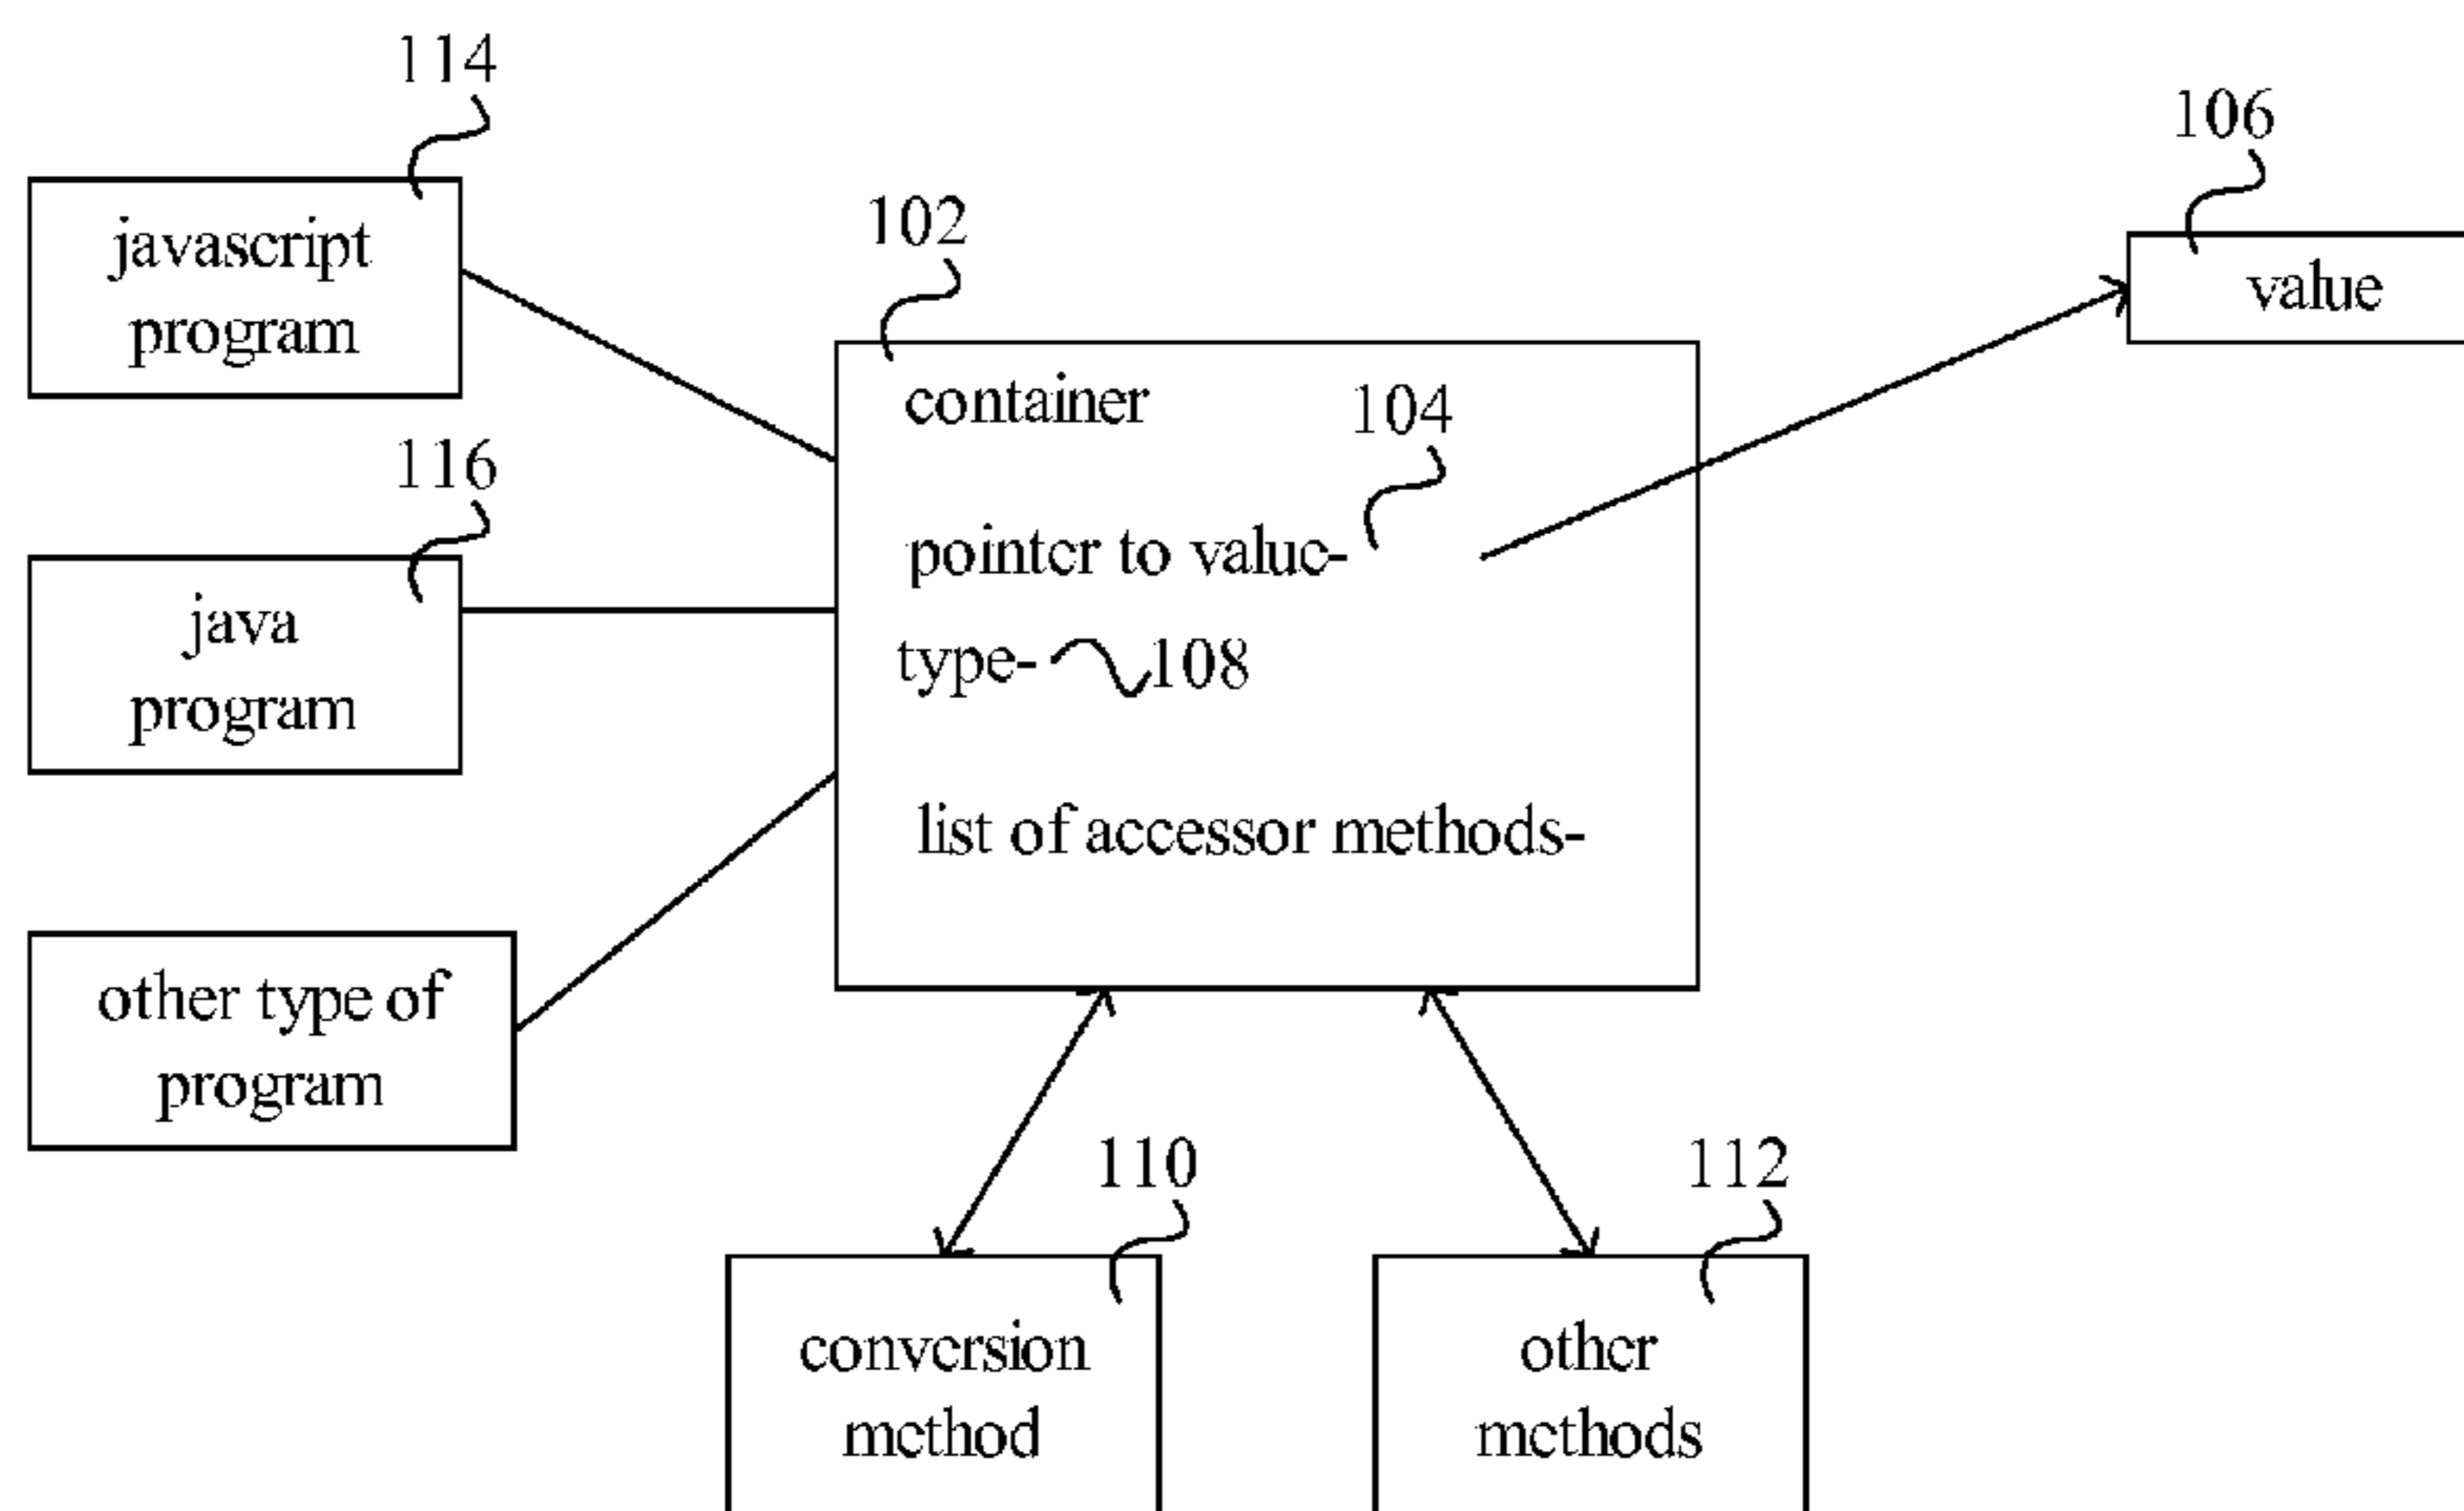 114
javascript
program
116
java
program
other type of
program
102
container
104
pointer to value-
type- 108
list of accessor methods-
106
value
110
conversion
method
112
other
methods